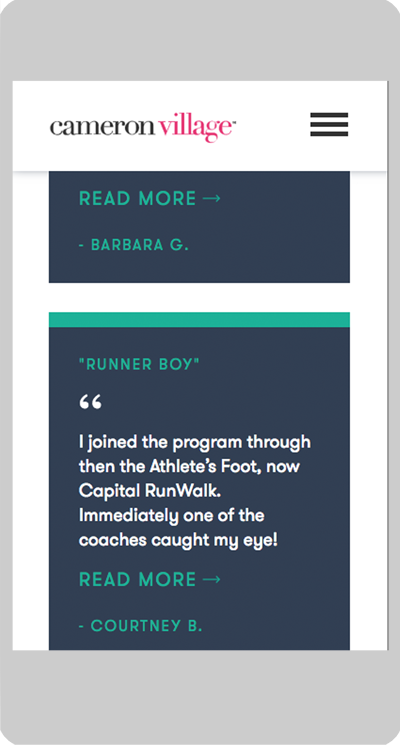 cameron village™
READ MORE →
- BARBARA G.
"RUNNER BOY"
“
I joined the program through
then the Athlete’s Foot, now
Capital RunWalk.
Immediately one of the
coaches caught my eye!
READ MORE →
- COURTNEY B.